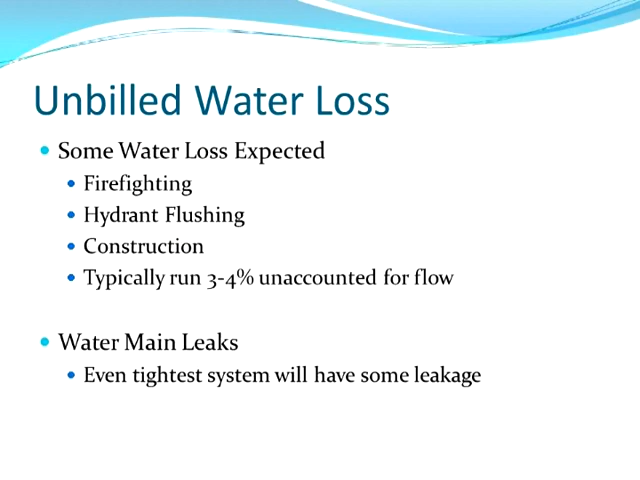 Unbilled Water Loss
• Some Water Loss Expected
• Firefighting
• Hydrant Flushing
• Construction
• Typically run 3-4% unaccounted for flow
• Water Main Leaks
• Even tightest system will have some leakage